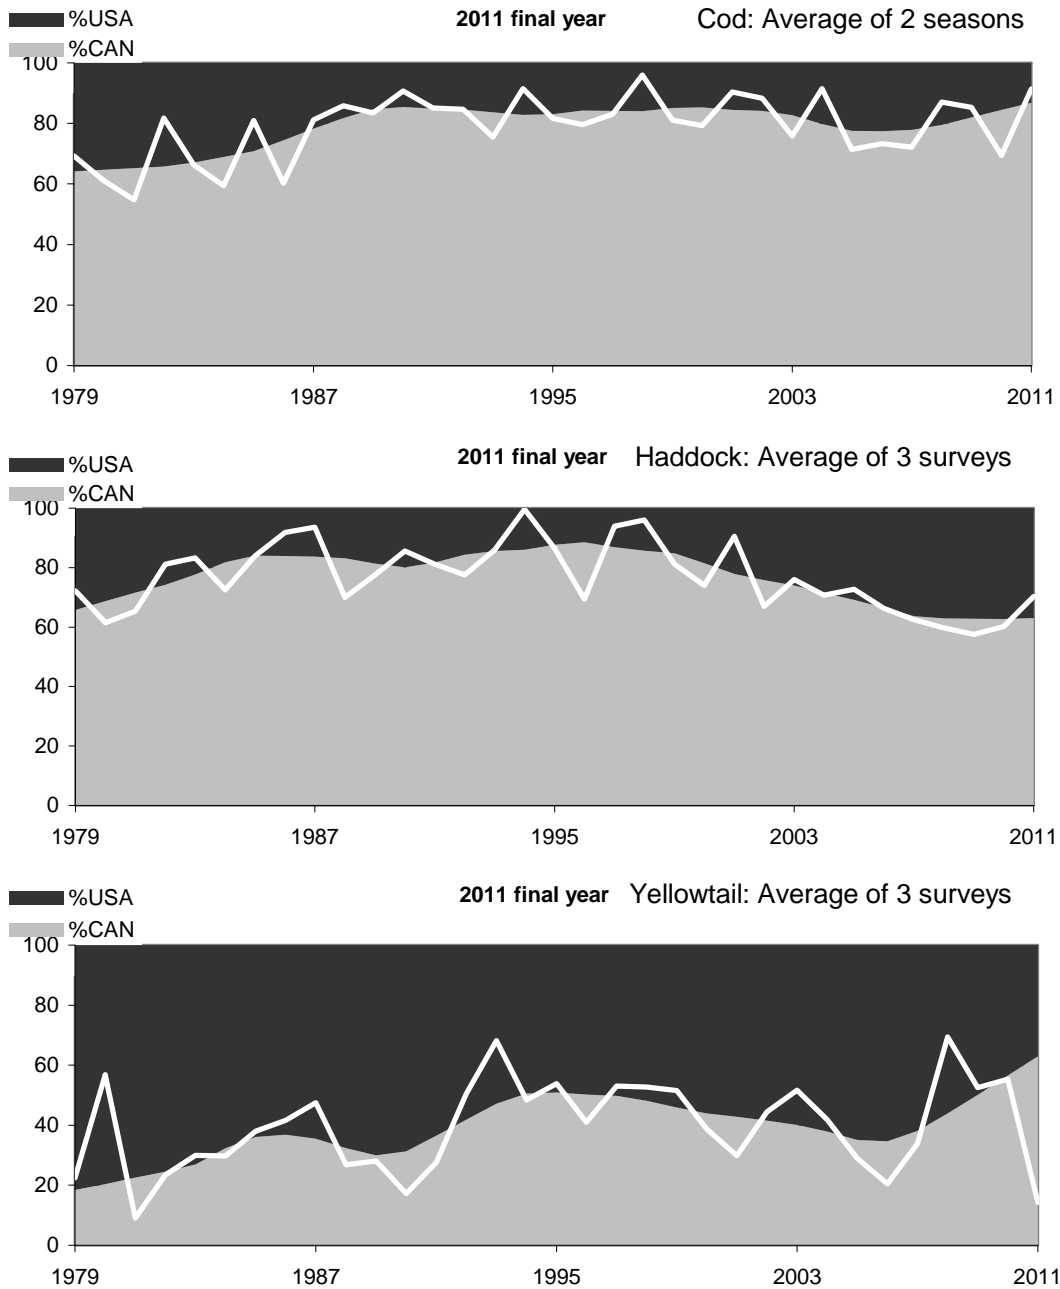 %USA
2011 final year
Cod: Average of 2 seasons
%CAN
100
80
60
40
20
0
1979
1987
1995
2003
2011
%USA
2011 final year
Haddock: Average of 3 surveys
%CAN
100
80
60
40
20
0
1979
1987
1995
2003
2011
%USA
2011 final year
Yellowtail: Average of 3 surveys
%CAN
100
80
60
40
20
0
1979
1987
1995
2003
2011